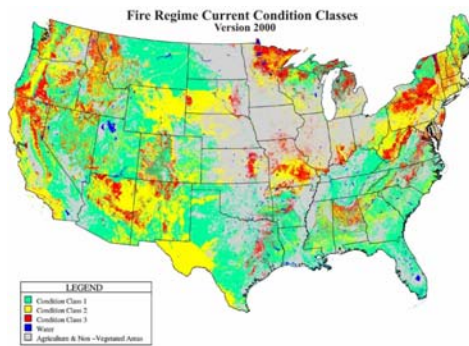 Fire Regime Current Condition Classes
Version 2000
LEGEND
Condition Class 1
Condition Class 2
Condition Class 3
Water
Agriculture & Non -Vegetated Areas